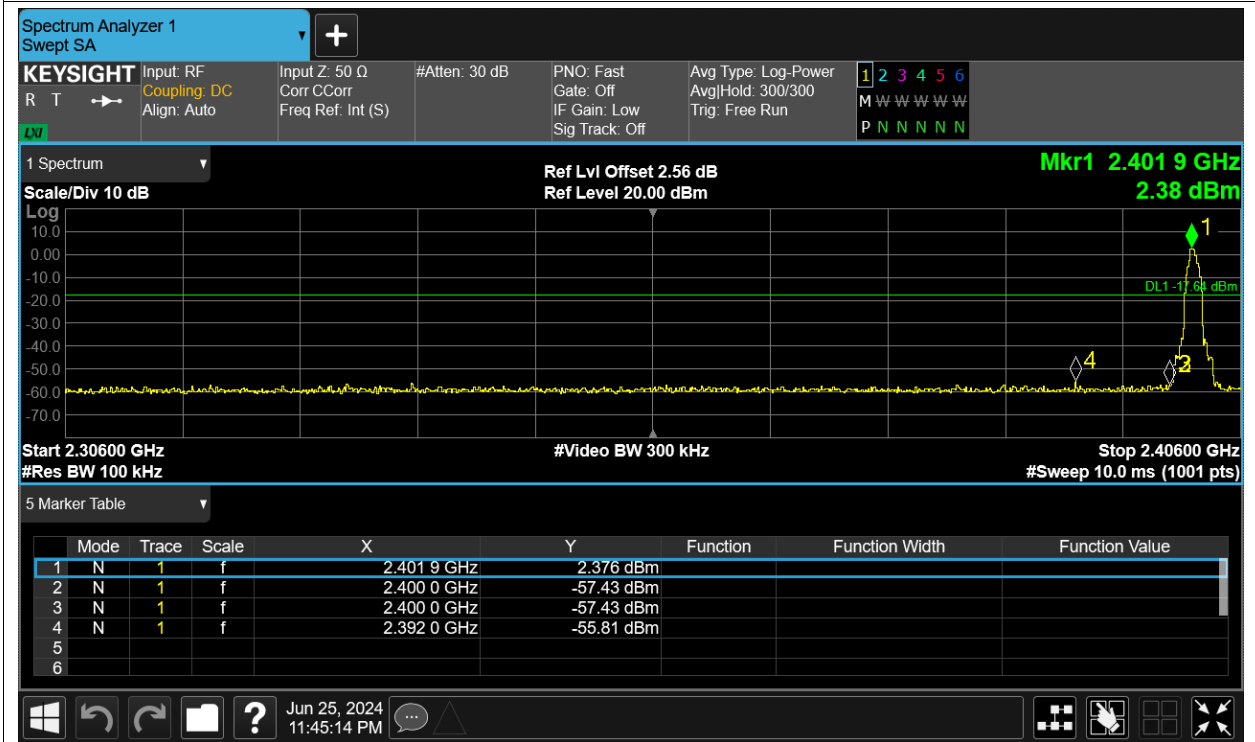 Spectrum Analyzer 1
Swept SA
+
KEYSIGHT
R T
LXI
Input: RF
Coupling: DC
Align: Auto
Input Z: 50 Ω
Corr CCorr
Freq Ref: Int (S)
#Atten: 30 dB
PNO: Fast
Gate: Off
IF Gain: Low
Sig Track: Off
Avg Type: Log-Power
Avg|Hold: 300/300
Trig: Free Run
1 2 3 4 5 6
M W W W W W
P N N N N N
1 Spectrum
Scale/Div 10 dB
Ref Lvl Offset 2.56 dB
Ref Level 20.00 dBm
Mkr1 2.401 9 GHz
2.38 dBm
Log
10.0
0.00
-10.0
-20.0
-30.0
-40.0
-50.0
-60.0
-70.0
1
DL1 -17.64 dBm
4
Start 2.30600 GHz
#Res BW 100 kHz
#Video BW 300 kHz
Stop 2.40600 GHz
#Sweep 10.0 ms (1001 pts)
5 Marker Table
Mode Trace Scale X Y Function Function Width Function Value
1 N 1 f 2.401 9 GHz 2.376 dBm
2 N 1 f 2.400 0 GHz -57.43 dBm
3 N 1 f 2.400 0 GHz -57.43 dBm
4 N 1 f 2.392 0 GHz -55.81 dBm
5
6
?
Jun 25, 2024
11:45:14 PM